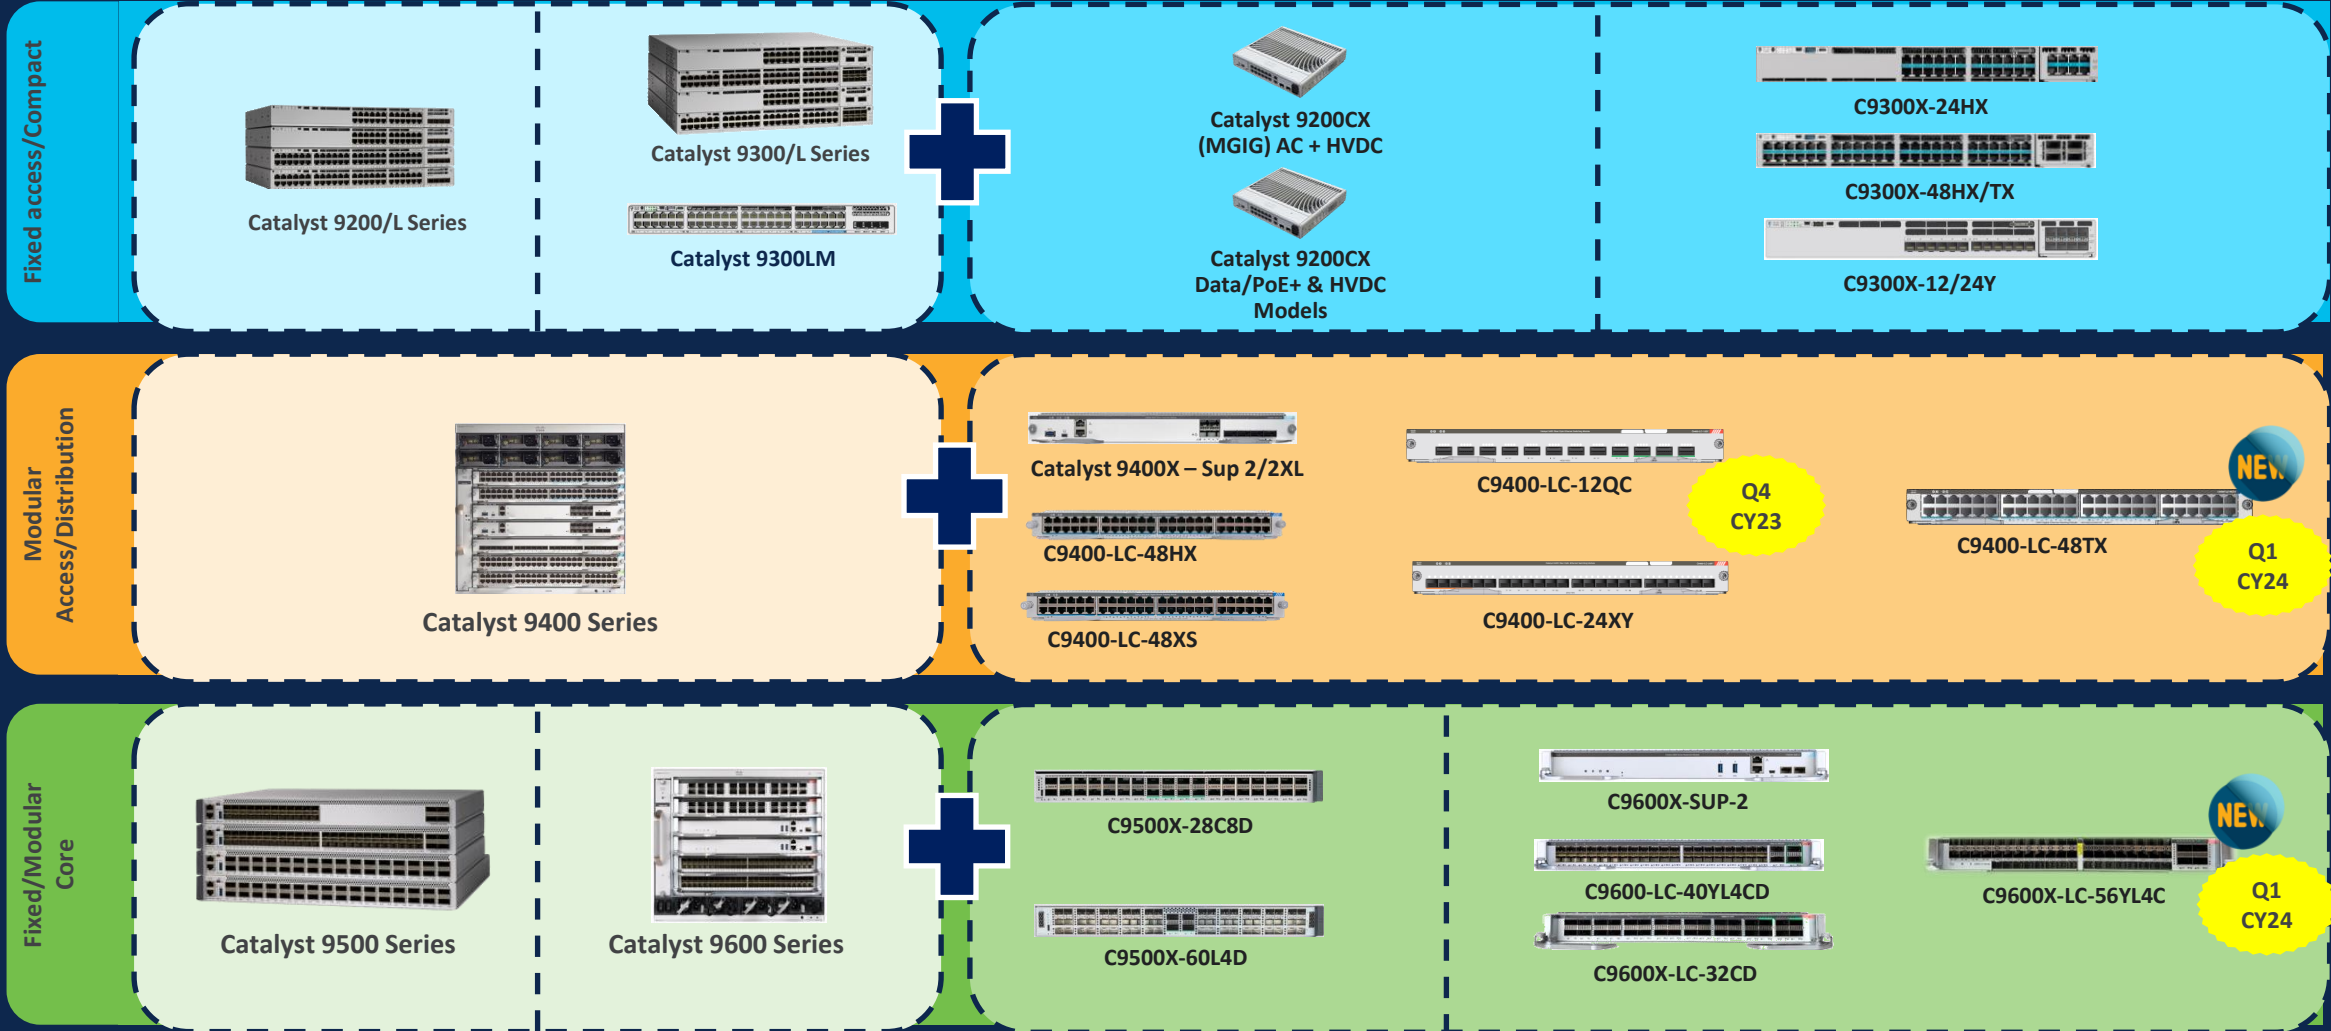 Fixed access/Compact
Catalyst 9200/L Series
Catalyst 9300/L Series
Catalyst 9300LM
Catalyst 9200CX
(MGIG) AC + HVDC
Catalyst 9200CX
Data/PoE+ & HVDC
Models
C9300X-24HX
C9300X-48HX/TX
C9300X-12/24Y
Modular
Access/Distribution
Catalyst 9400 Series
Catalyst 9400X – Sup 2/2XL
C9400-LC-48HX
C9400-LC-48XS
C9400-LC-12QC
Q4
CY23
C9400-LC-24XY
NEW
C9400-LC-48TX
Q1
CY24
Fixed/Modular
Core
Catalyst 9500 Series
Catalyst 9600 Series
C9500X-28C8D
C9500X-60L4D
C9600X-SUP-2
C9600-LC-40YL4CD
C9600X-LC-32CD
NEW
C9600X-LC-56YL4C
Q1
CY24